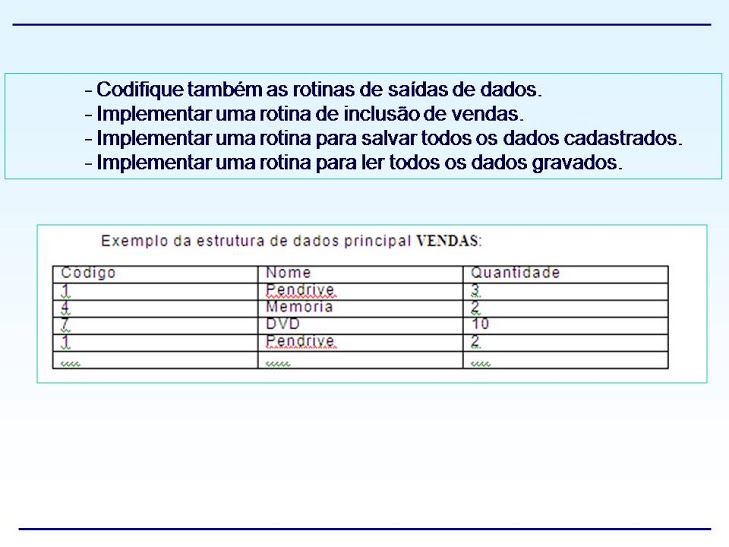 - Codifique também as rotinas de saídas de dados.
- Implementar uma rotina de inclusão de vendas.
- Implementar uma rotina para salvar todos os dados cadastrados.
- Implementar uma rotina para ler todos os dados gravados.
Exemplo da estrutura de dados principal VENDAS:
Codigo Nome Quantidade
1 Pendrive 3
4 Memoria 2
7 DVD 10
1 Pendrive 2
.... ..... ....